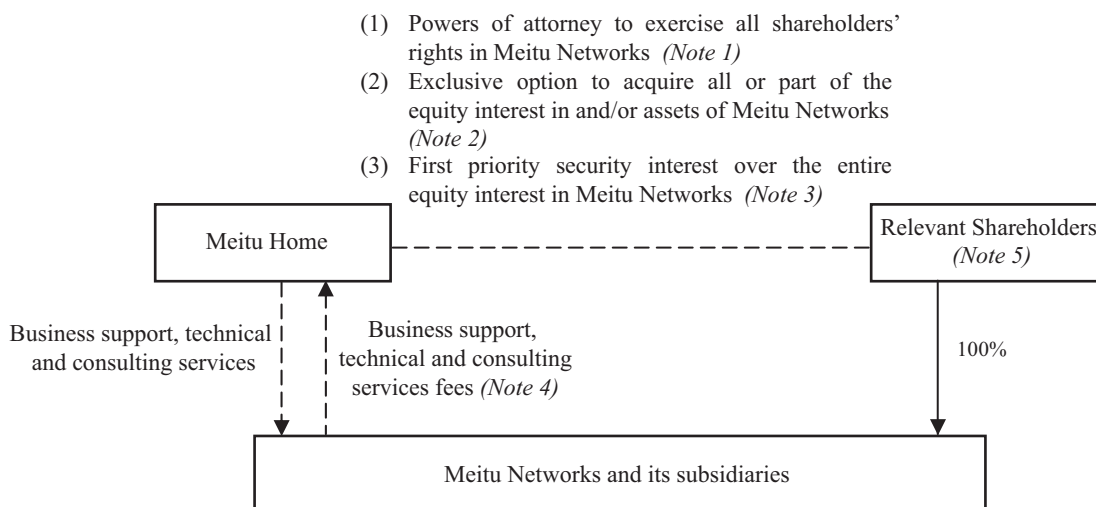 (1) Powers of attorney to exercise all shareholders’
rights in Meitu Networks (Note 1)
(2) Exclusive option to acquire all or part of the
equity interest in and/or assets of Meitu Networks
(Note 2)
(3) First priority security interest over the entire
equity interest in Meitu Networks (Note 3)
Meitu Home
Relevant Shareholders
(Note 5)
Business support, technical
and consulting services
Business support,
technical and consulting
services fees (Note 4)
100%
Meitu Networks and its subsidiaries